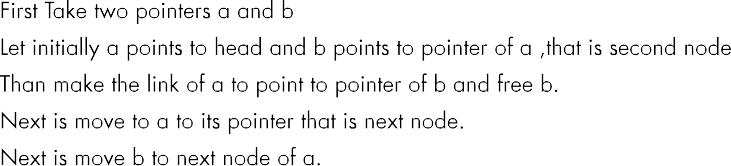 First Take two pointers a and b
Let initially a points to head and b points to pointer of a ,that is second node
Than make the link of a to point to pointer of b and free b.
Next is move to a to its pointer that is next node.
Next is move b to next node of a.